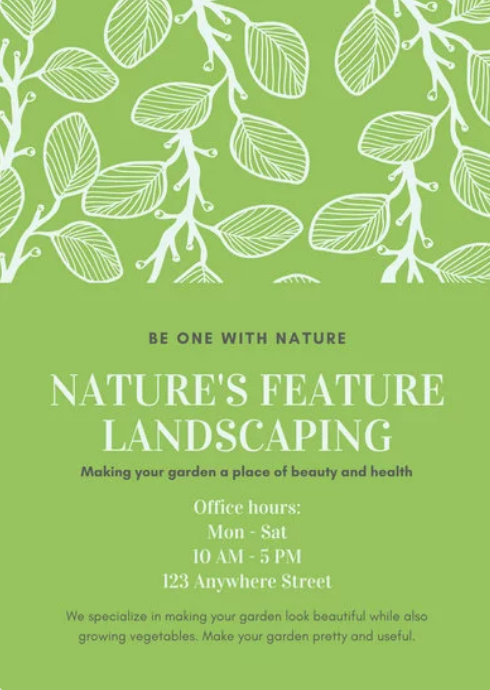 BE ONE WITH NATURE
NATURE'S FEATURE
LANDSCAPING
Making your garden a place of beauty and health
Office hours:
Mon - Sat
10 AM - 5 PM
123 Anywhere Street
We specialize in making your garden look beautiful while also
growing vegetables. Make your garden pretty and useful.